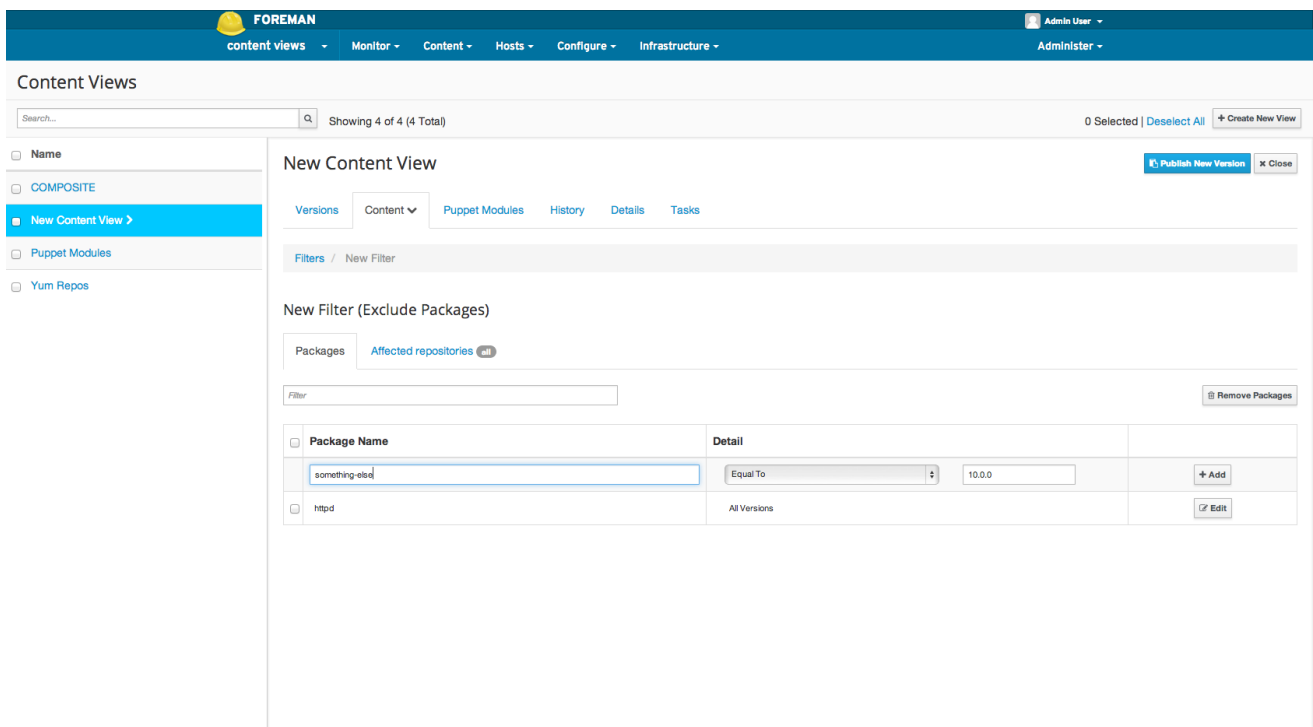 FOREMAN
Admin User
content views Monitor Content Hosts Configure Infrastructure Administer
Content Views
Search... Showing 4 of 4 (4 Total) 0 Selected | Deselect All + Create New View
Name
COMPOSITE
New Content View
Puppet Modules
Yum Repos
New Content View Publish New Version x Close
Versions Content Puppet Modules History Details Tasks
Filters / New Filter
New Filter (Exclude Packages)
Packages Affected repositories all
Filter Remove Packages
Package Name Detail
something-else Equal To 10.0.0 + Add
httpd All Versions Edit